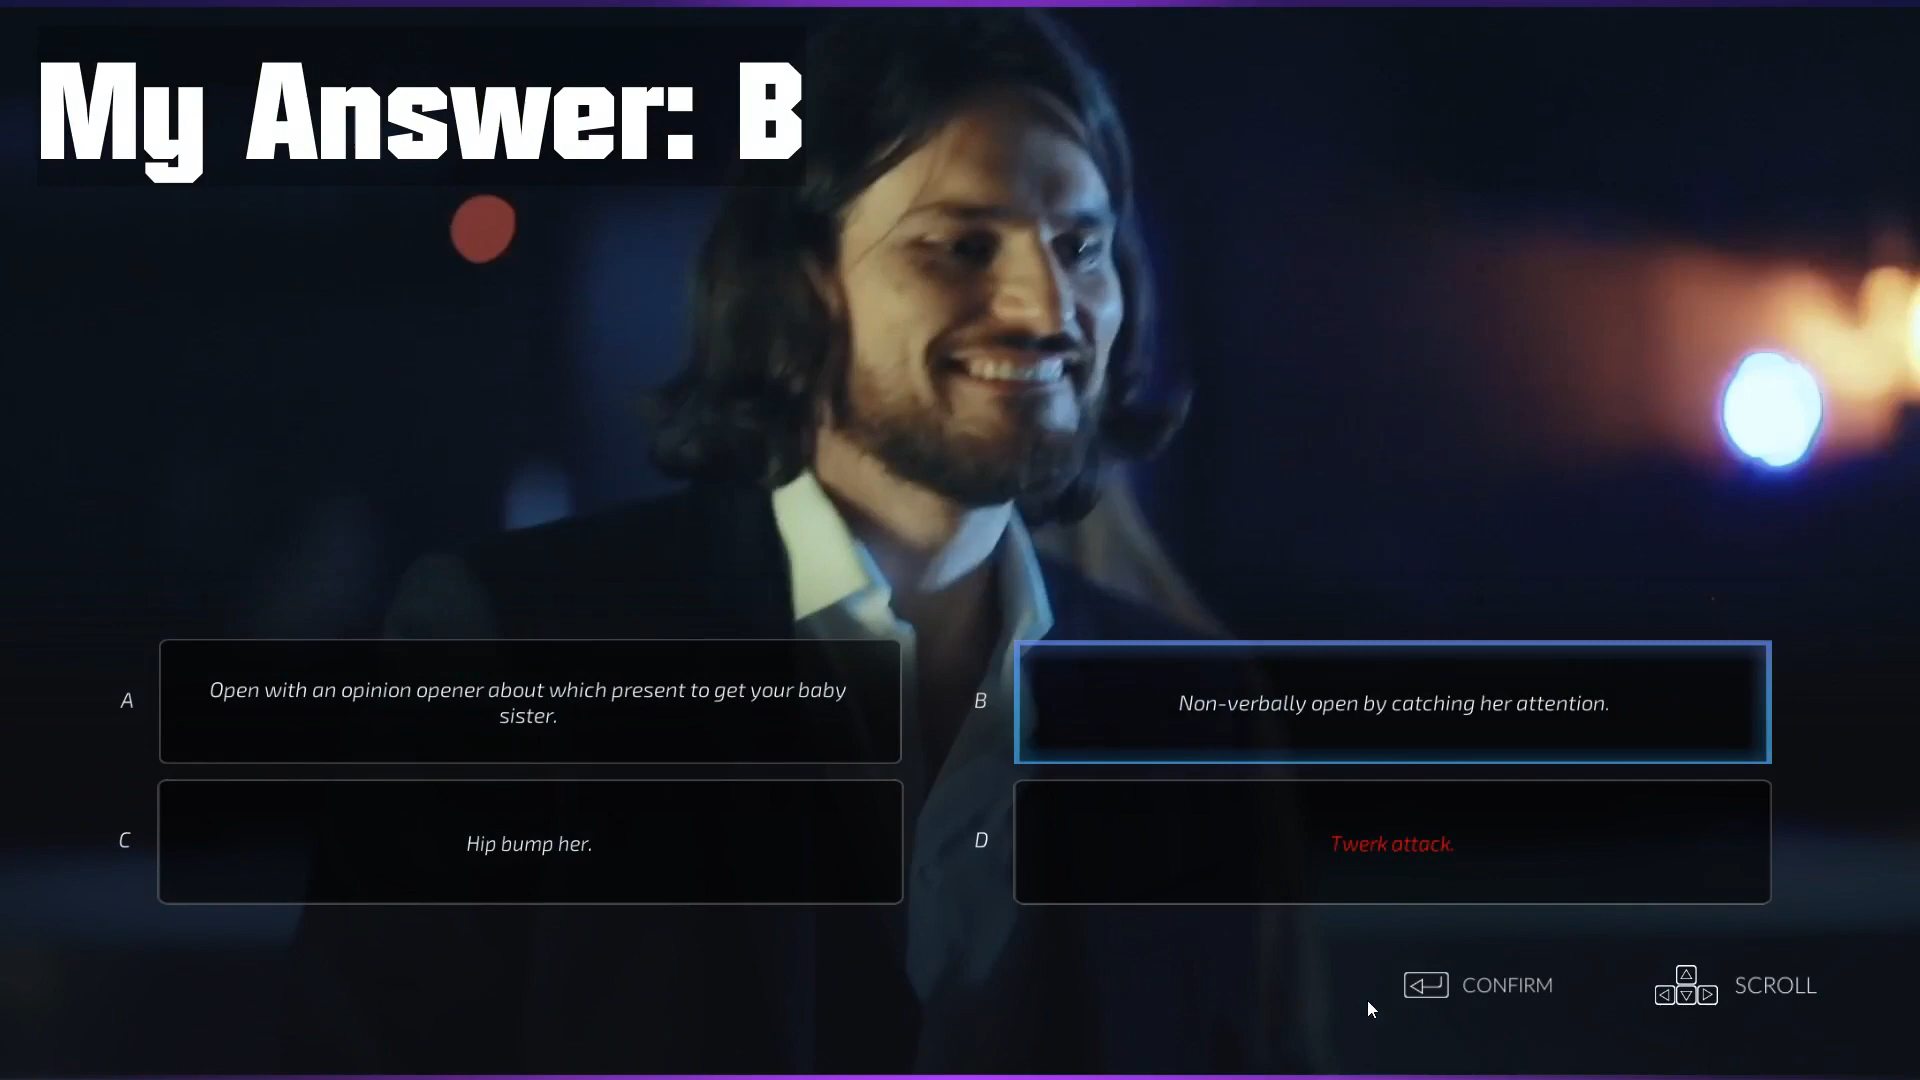 My Answer: B
A
Open with an opinion opener about which present to get your baby
sister.
B
Non-verbally open by catching her attention.
C
Hip bump her.
D
Twerk attack.
CONFIRM
SCROLL